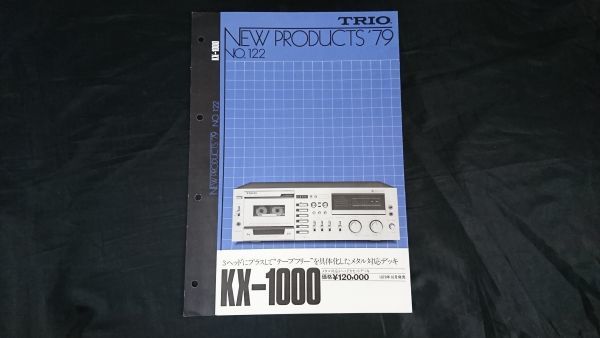 TRIO
NEW PRODUCTS '79
NO.122
KX-1000
NEW PRODUCTS '79 NO.122
3ヘッドにプラスして"テープフリー"を具体化したメタル対応デッキ
KX-1000
価格¥120,000